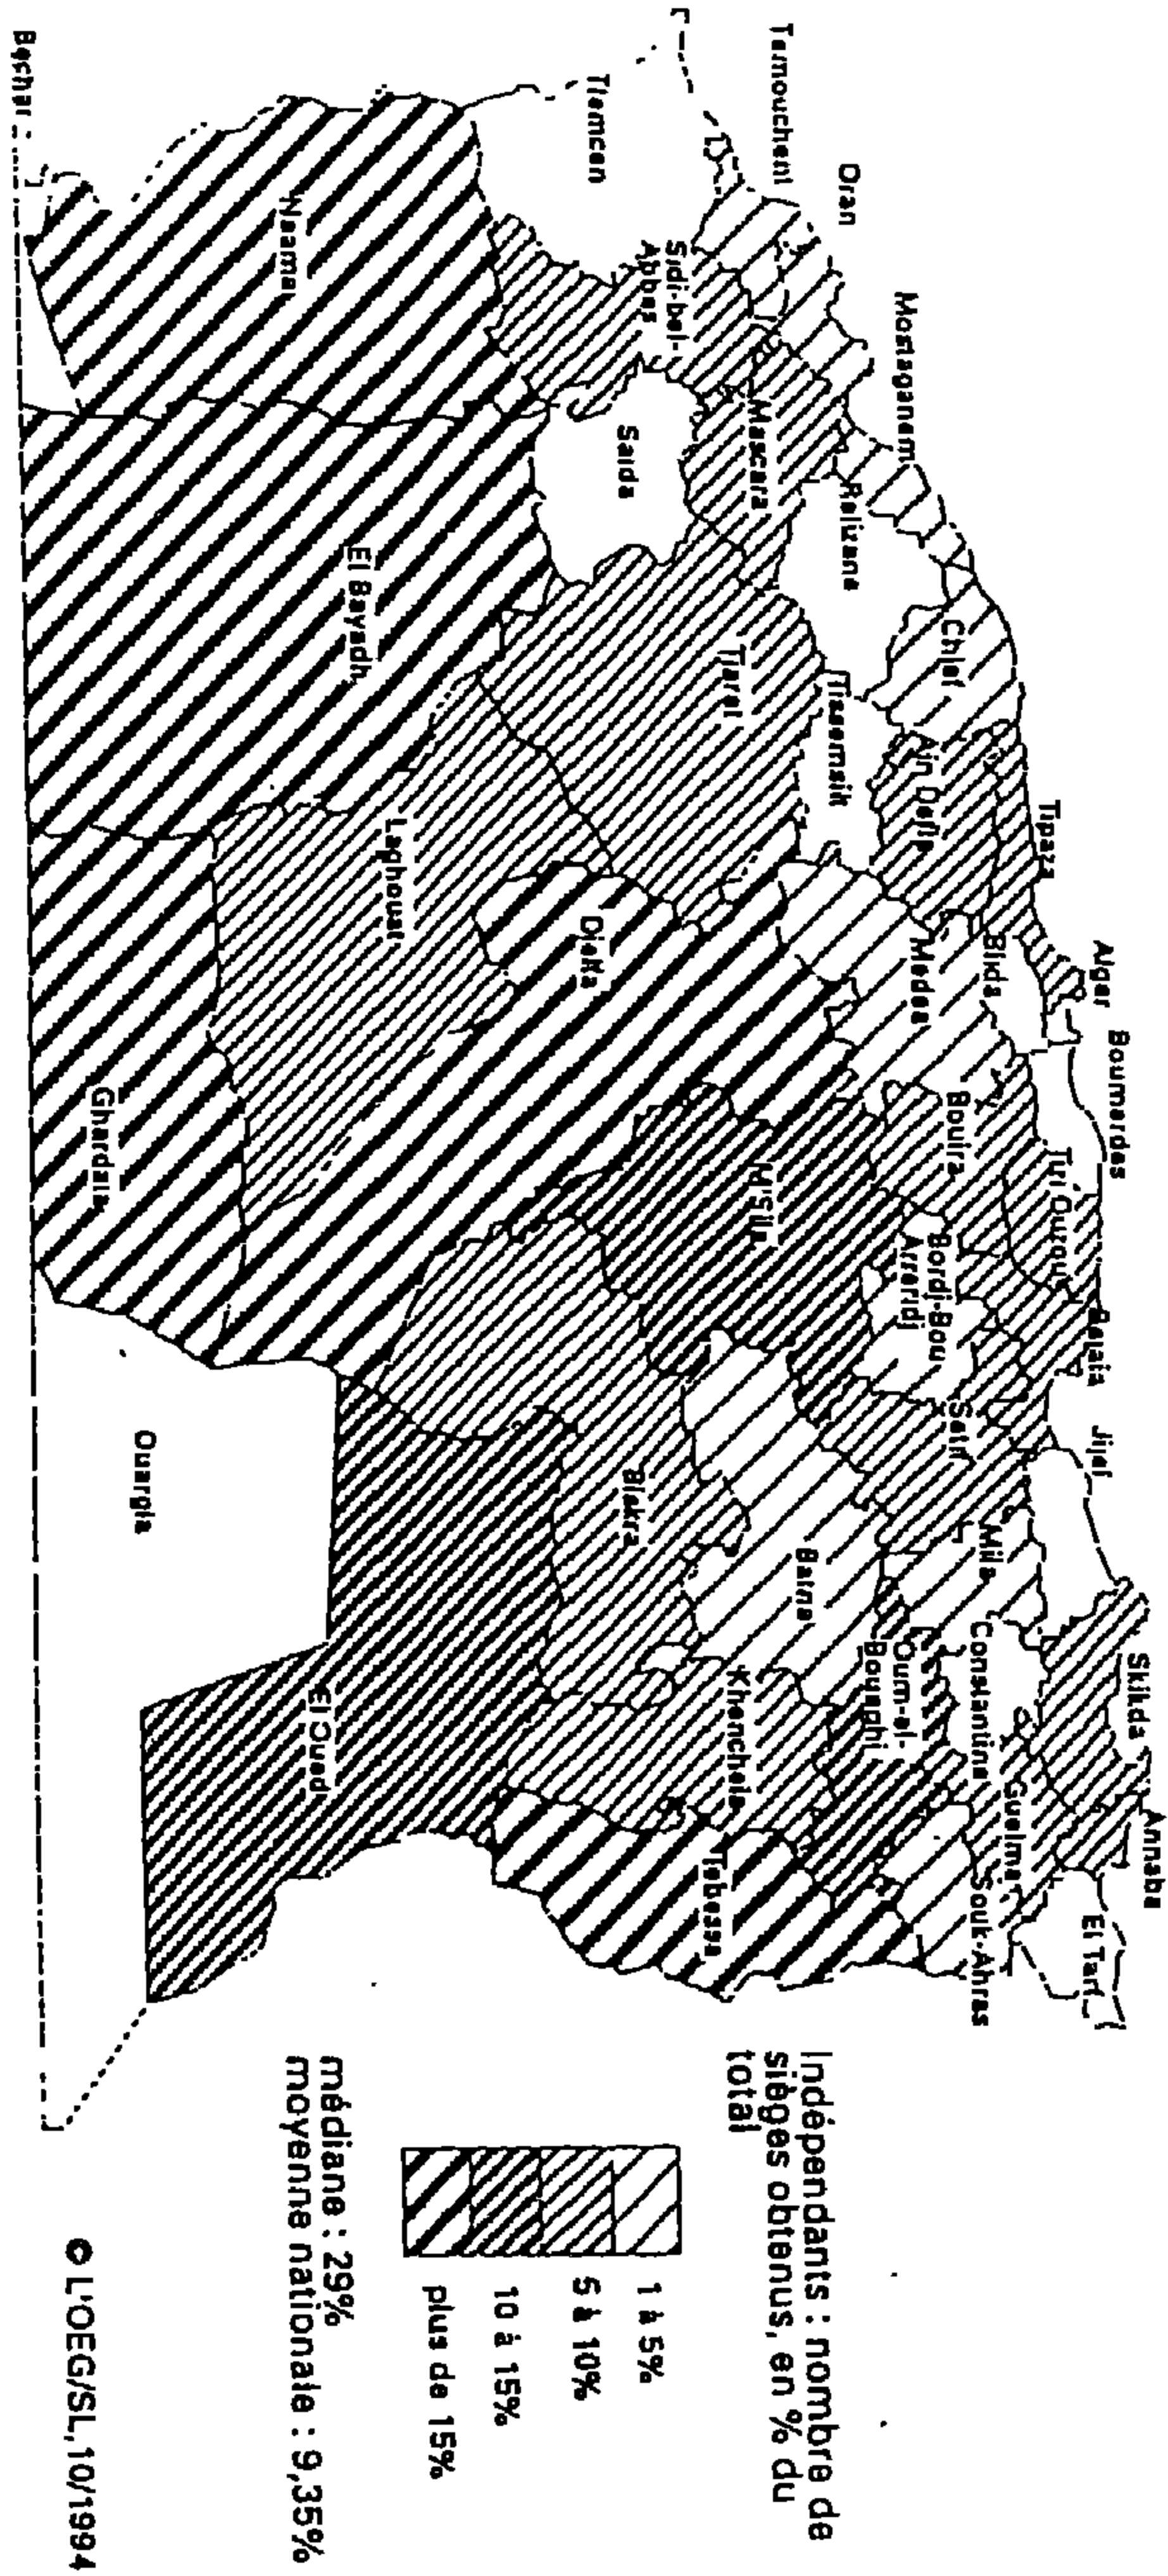 Alger
Boumerdes
Tipaza
Tizi Ouzou
Bejaia
Jijel
Skikda
Annaba
El Tarf
Oran
Mostaganem
Temouchent
Chlef
Ain Defla
Blida
Medea
Bouira
Bordj-Bou-
Arreridj
Setif
Mila
Constantine
Guelma
Souk-Ahras
Oum-el-
Bouaghi
Relizane
Tissemsilt
Mascara
Sidi-bel-
Abbes
Tlemcen
Saida
Tiaret
Djelfa
M'Sila
Batna
Khenchela
Tebessa
Biskra
Naama
El Bayadh
Laghouat
Ghardaia
El Oued
Ouargla
Bechar
Indépendants : nombre de
sièges obtenus, en % du
total
1 à 5%
5 à 10%
10 à 15%
plus de 15%
médiane : 29%
moyenne nationale : 9,35%
© L'OEG/SL,10/1994